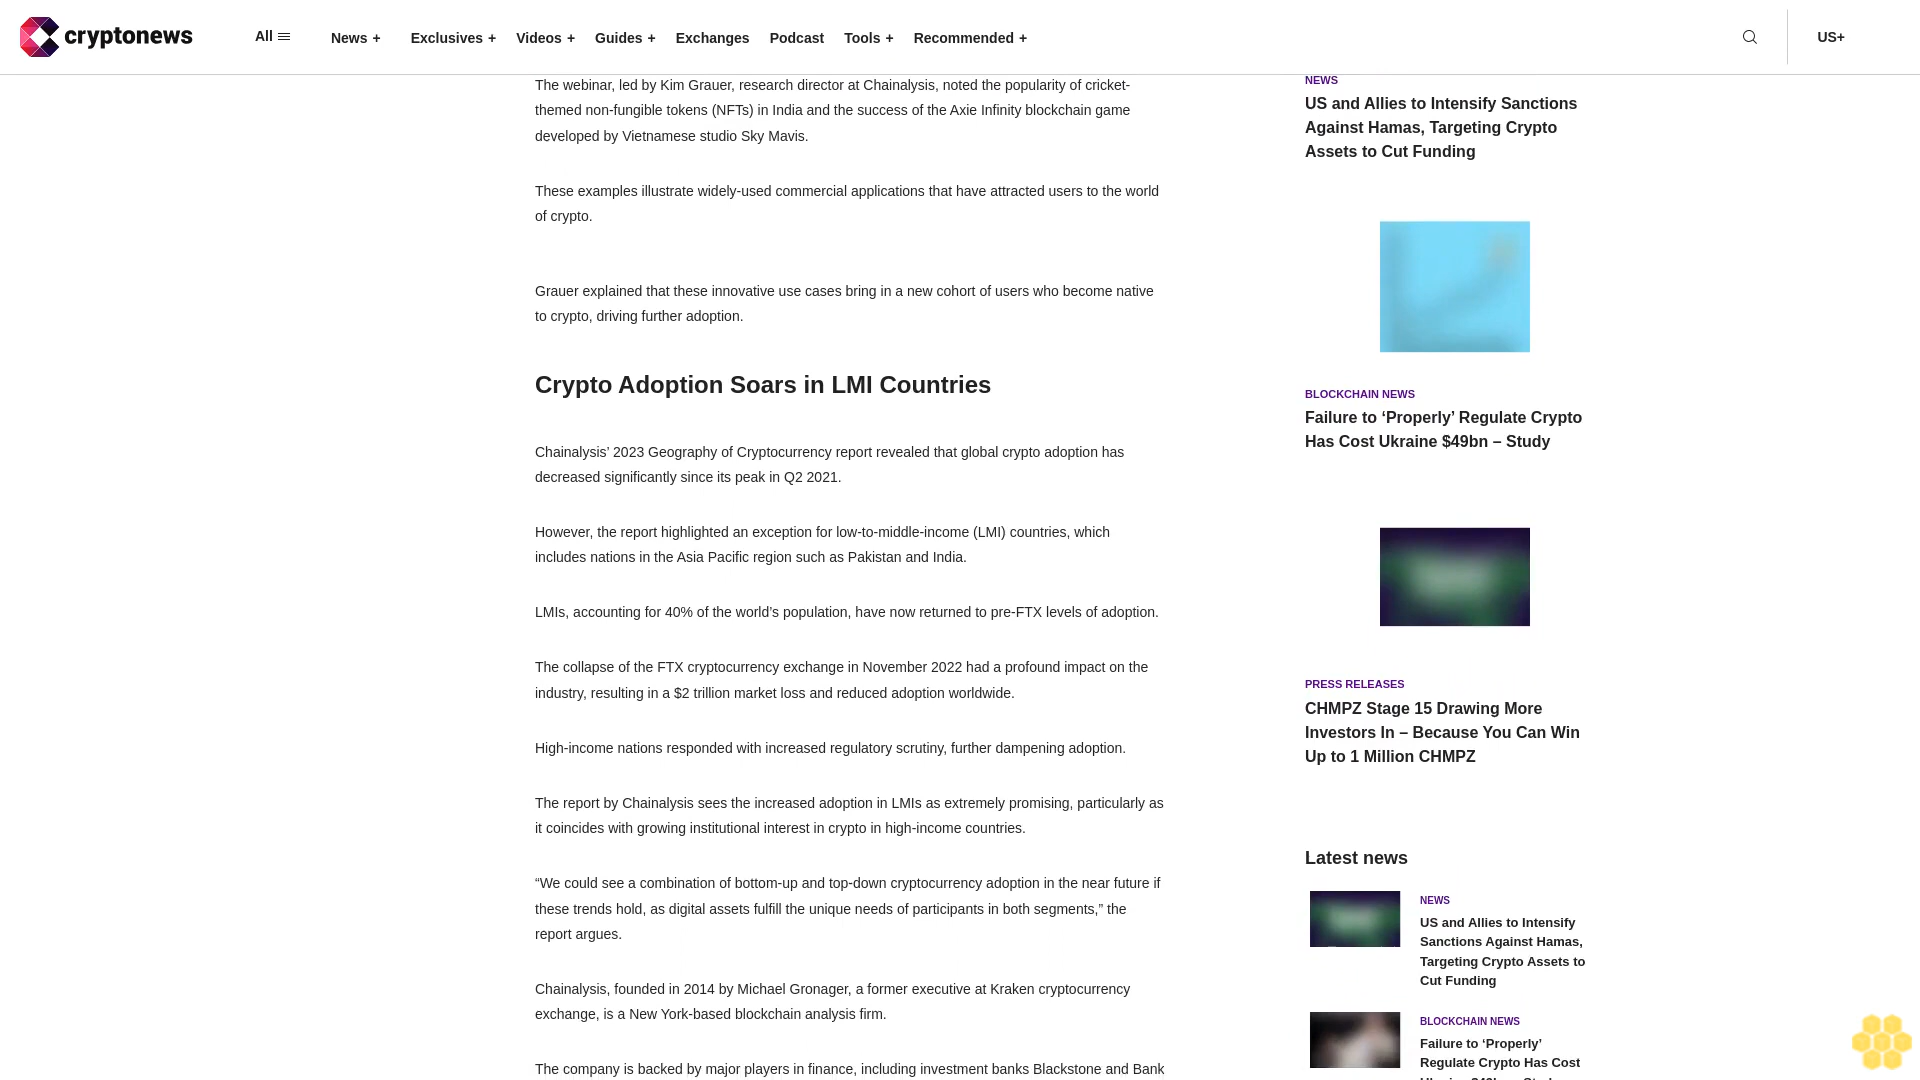 cryptonews
All
News +
Exclusives +
Videos +
Guides +
Exchanges
Podcast
Tools +
Recommended +
US+
The webinar, led by Kim Grauer, research director at Chainalysis, noted the popularity of cricket-
themed non-fungible tokens (NFTs) in India and the success of the Axie Infinity blockchain game
developed by Vietnamese studio Sky Mavis.
These examples illustrate widely-used commercial applications that have attracted users to the world
of crypto.
Grauer explained that these innovative use cases bring in a new cohort of users who become native
to crypto, driving further adoption.
Crypto Adoption Soars in LMI Countries
Chainalysis’ 2023 Geography of Cryptocurrency report revealed that global crypto adoption has
decreased significantly since its peak in Q2 2021.
However, the report highlighted an exception for low-to-middle-income (LMI) countries, which
includes nations in the Asia Pacific region such as Pakistan and India.
LMIs, accounting for 40% of the world’s population, have now returned to pre-FTX levels of adoption.
The collapse of the FTX cryptocurrency exchange in November 2022 had a profound impact on the
industry, resulting in a $2 trillion market loss and reduced adoption worldwide.
High-income nations responded with increased regulatory scrutiny, further dampening adoption.
The report by Chainalysis sees the increased adoption in LMIs as extremely promising, particularly as
it coincides with growing institutional interest in crypto in high-income countries.
“We could see a combination of bottom-up and top-down cryptocurrency adoption in the near future if
these trends hold, as digital assets fulfill the unique needs of participants in both segments,” the
report argues.
Chainalysis, founded in 2014 by Michael Gronager, a former executive at Kraken cryptocurrency
exchange, is a New York-based blockchain analysis firm.
The company is backed by major players in finance, including investment banks Blackstone and Bank
NEWS
US and Allies to Intensify Sanctions
Against Hamas, Targeting Crypto
Assets to Cut Funding
BLOCKCHAIN NEWS
Failure to ‘Properly’ Regulate Crypto
Has Cost Ukraine $49bn – Study
PRESS RELEASES
CHMPZ Stage 15 Drawing More
Investors In – Because You Can Win
Up to 1 Million CHMPZ
Latest news
NEWS
US and Allies to Intensify
Sanctions Against Hamas,
Targeting Crypto Assets to
Cut Funding
BLOCKCHAIN NEWS
Failure to ‘Properly’
Regulate Crypto Has Cost